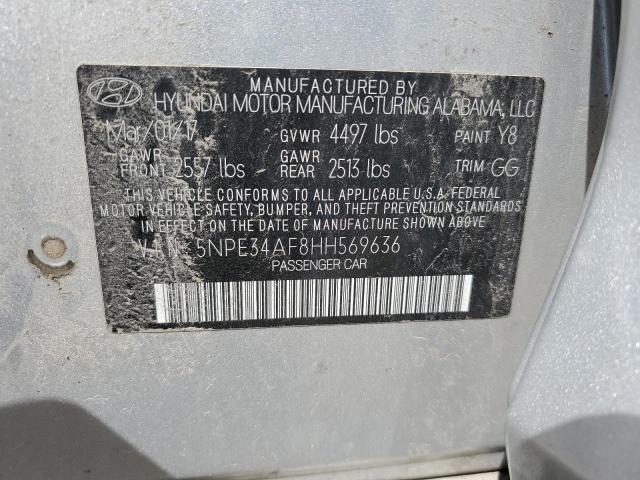 MANUFACTURED BY
HYUNDAI MOTOR MANUFACTURING ALABAMA, LLC
Mar/01/17 GVWR 4497 lbs PAINT Y8
GAWR FRONT 2557 lbs GAWR REAR 2513 lbs TRIM GG
THIS VEHICLE CONFORMS TO ALL APPLICABLE U.S.A. FEDERAL
MOTOR VEHICLE SAFETY, BUMPER, AND THEFT PREVENTION STANDARDS
IN EFFECT ON THE DATE OF MANUFACTURE SHOWN ABOVE.
V.I.N: 5NPE34AF8HH569636
PASSENGER CAR